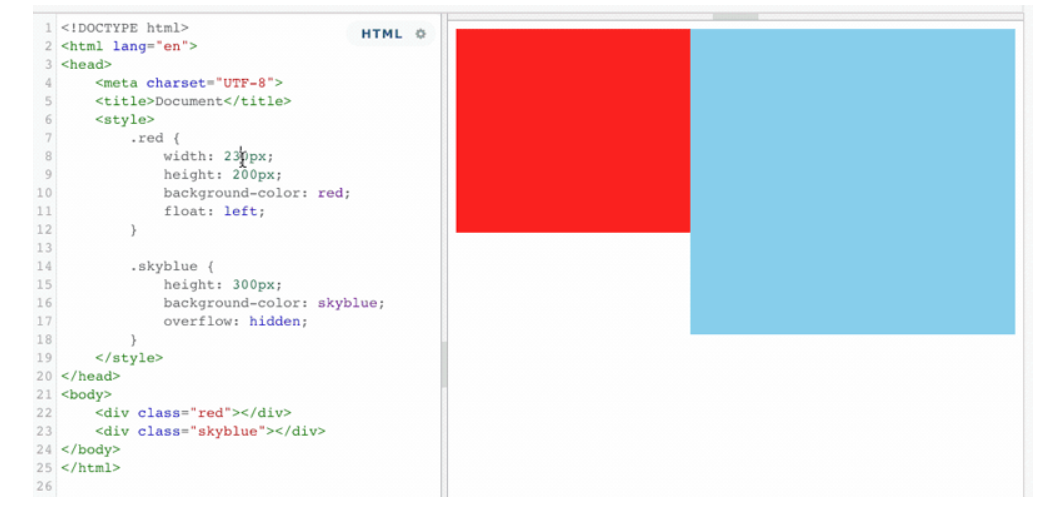 HTML
1 <!DOCTYPE html>
2 <html lang="en">
3 <head>
4     <meta charset="UTF-8">
5     <title>Document</title>
6     <style>
7         .red {
8             width: 230px;
9             height: 200px;
10             background-color: red;
11             float: left;
12         }
13
14         .skyblue {
15             height: 300px;
16             background-color: skyblue;
17             overflow: hidden;
18         }
19     </style>
20 </head>
21 <body>
22     <div class="red"></div>
23     <div class="skyblue"></div>
24 </body>
25 </html>
26